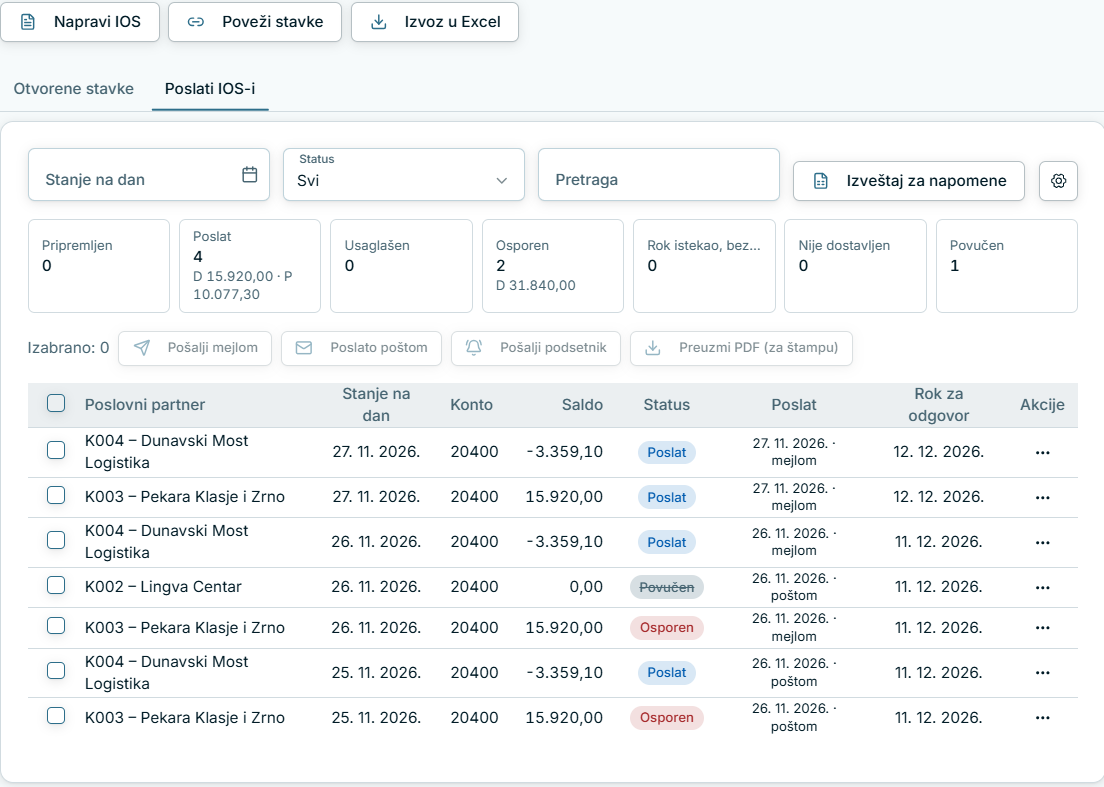 Napravi IOS
Poveži stavke
Izvoz u Excel
Otvorene stavke
Poslati IOS-i
Stanje na dan
Status
Svi
Pretraga
Izveštaj za napomene
Pripremljen
0
Poslat
4
D 15.920,00 · P
10.077,30
Usaglašen
0
Osporen
2
D 31.840,00
Rok istekao, bez...
0
Nije dostavljen
0
Povučen
1
Izabrano: 0
Pošalji mejlom
Poslato poštom
Pošalji podsetnik
Preuzmi PDF (za štampu)
Poslovni partner
Stanje na
dan
Konto
Saldo
Status
Poslat
Rok za
odgovor
Akcije
K004 – Dunavski Most
Logistika
27. 11. 2026.
20400
-3.359,10
Poslat
27. 11. 2026. ·
mejlom
12. 12. 2026.
K003 – Pekara Klasje i Zrno
27. 11. 2026.
20400
15.920,00
Poslat
27. 11. 2026. ·
mejlom
12. 12. 2026.
K004 – Dunavski Most
Logistika
26. 11. 2026.
20400
-3.359,10
Poslat
26. 11. 2026. ·
mejlom
11. 12. 2026.
K002 – Lingva Centar
26. 11. 2026.
20400
0,00
Povučen
26. 11. 2026. ·
poštom
11. 12. 2026.
K003 – Pekara Klasje i Zrno
26. 11. 2026.
20400
15.920,00
Osporen
26. 11. 2026. ·
mejlom
11. 12. 2026.
K004 – Dunavski Most
Logistika
25. 11. 2026.
20400
-3.359,10
Poslat
26. 11. 2026. ·
poštom
11. 12. 2026.
K003 – Pekara Klasje i Zrno
25. 11. 2026.
20400
15.920,00
Osporen
26. 11. 2026. ·
poštom
11. 12. 2026.